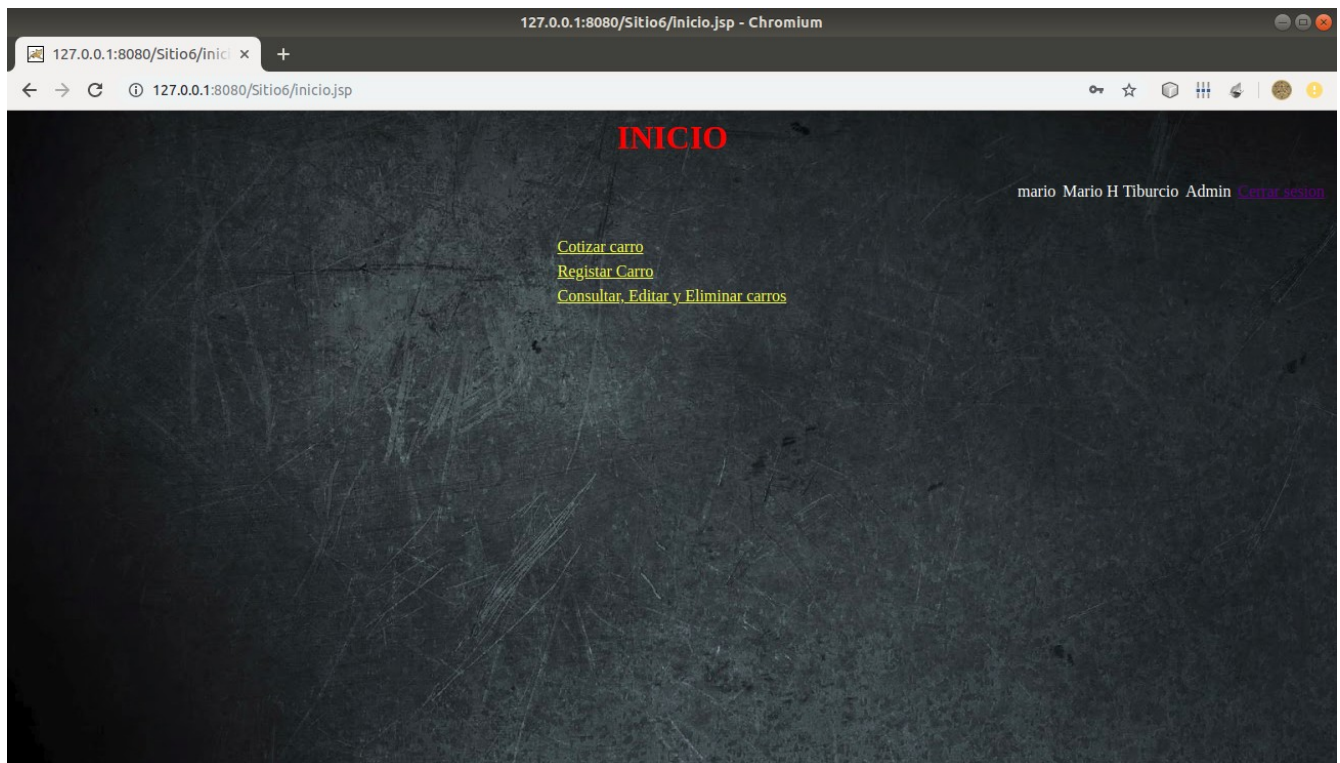 127.0.0.1:8080/Sitio6/inicio.jsp - Chromium
127.0.0.1:8080/Sitio6/inici
127.0.0.1:8080/Sitio6/inicio.jsp
INICIO
mario Mario H Tiburcio Admin Cerrar sesion
Cotizar carro
Registar Carro
Consultar, Editar y Eliminar carros